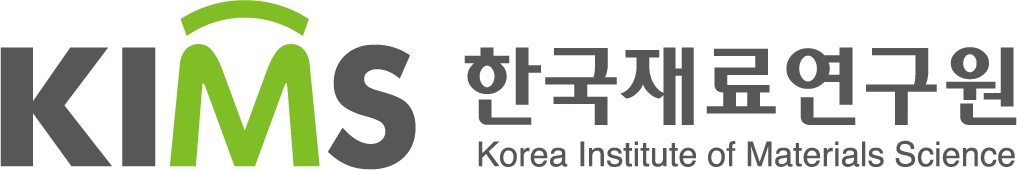 KIMS
한국재료연구원
Korea Institute of Materials Science